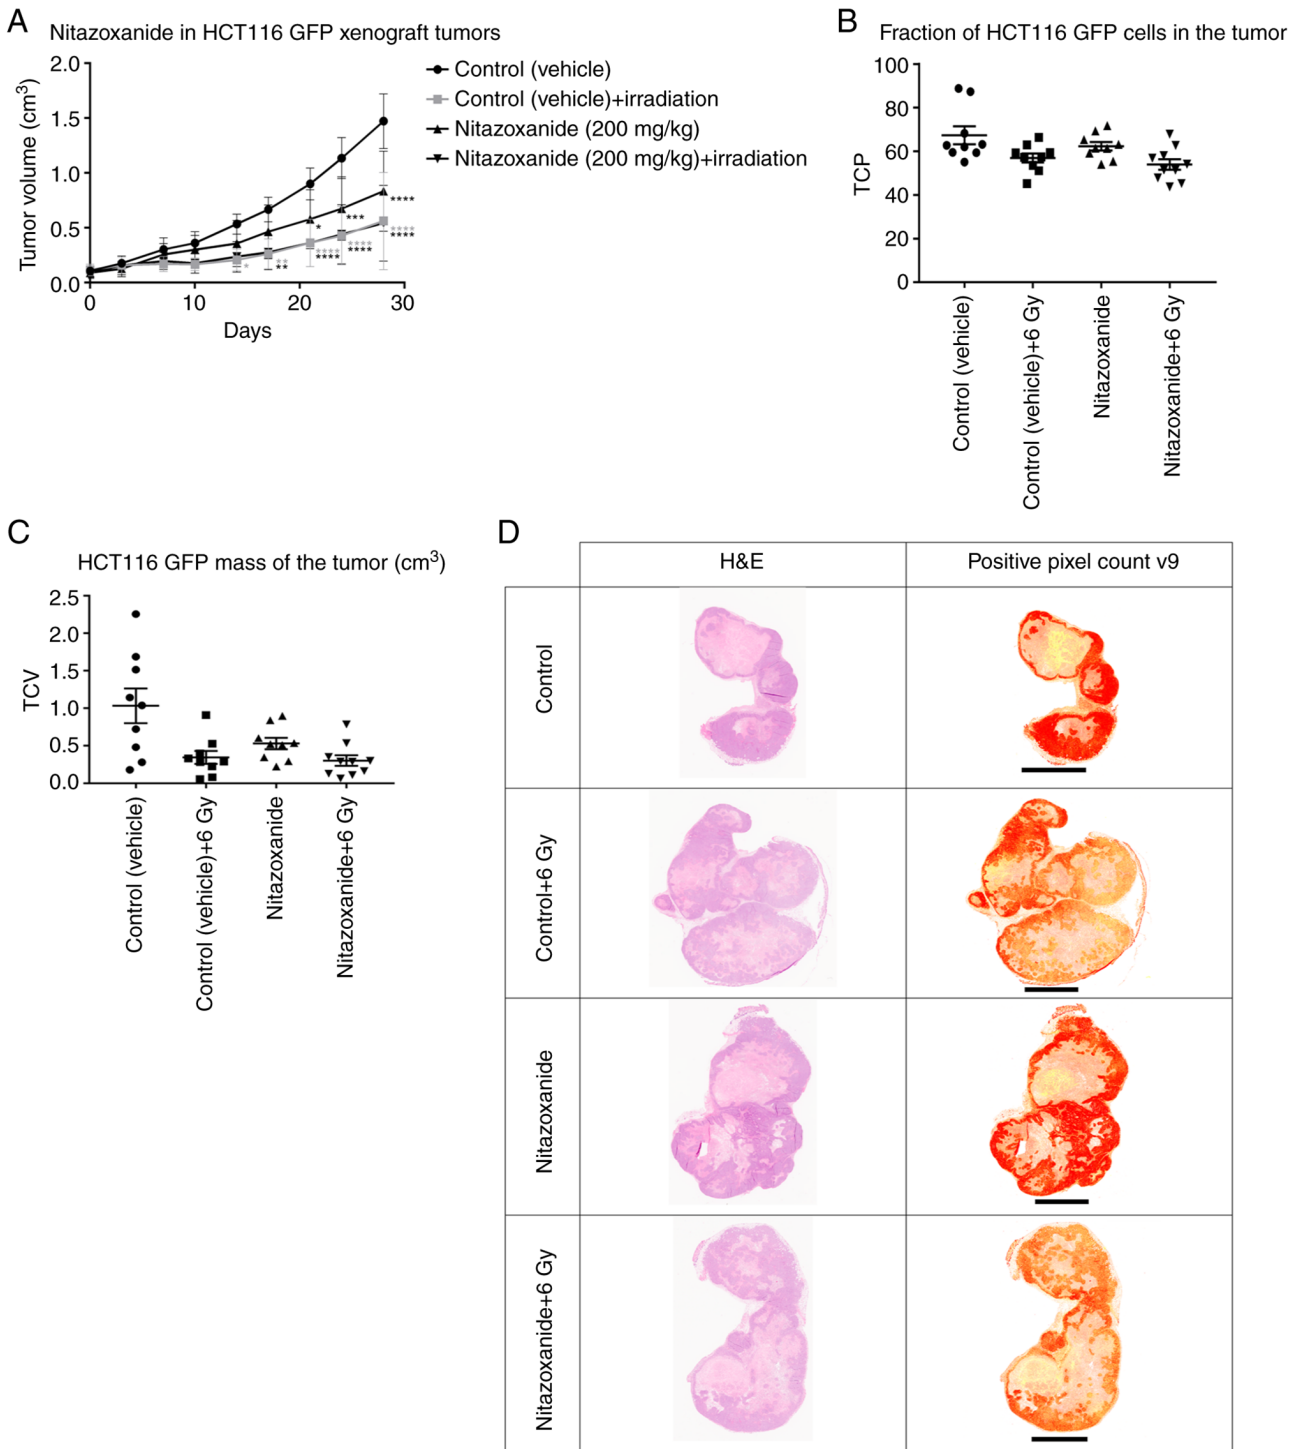 A
Nitazoxanide in HCT116 GFP xenograft tumors
Tumor volume (cm3)
2.0
1.5
1.0
0.5
0.0
0
10
20
30
Days
Control (vehicle)
Control (vehicle)+irradiation
Nitazoxanide (200 mg/kg)
Nitazoxanide (200 mg/kg)+irradiation
*
**
**
*
****
****
***
****
****
****
****
****
B
Fraction of HCT116 GFP cells in the tumor
TCP
100
80
60
40
20
0
Control (vehicle)
Control (vehicle)+6 Gy
Nitazoxanide
Nitazoxanide+6 Gy
C
HCT116 GFP mass of the tumor (cm3)
TCV
2.5
2.0
1.5
1.0
0.5
0.0
Control (vehicle)
Control (vehicle)+6 Gy
Nitazoxanide
Nitazoxanide+6 Gy
D
H&E
Positive pixel count v9
Control
Control+6 Gy
Nitazoxanide
Nitazoxanide+6 Gy